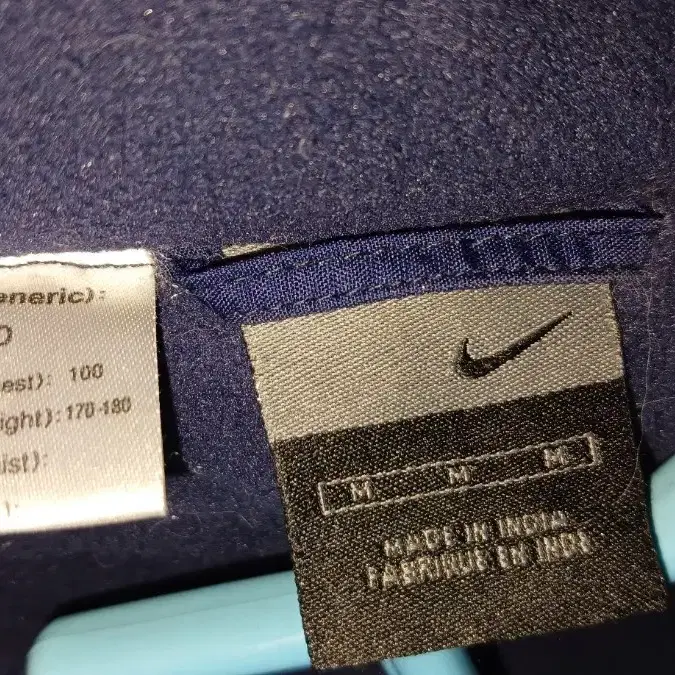 eneric):
est): 100
ight): 170-180
ist):
):
M M M
MADE IN INDIA
FABRIQUE EN INDE